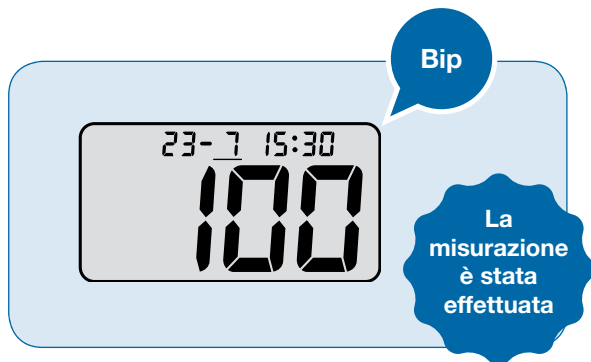 Bip
23-7 15:30
100
La
misurazione
è stata
effettuata